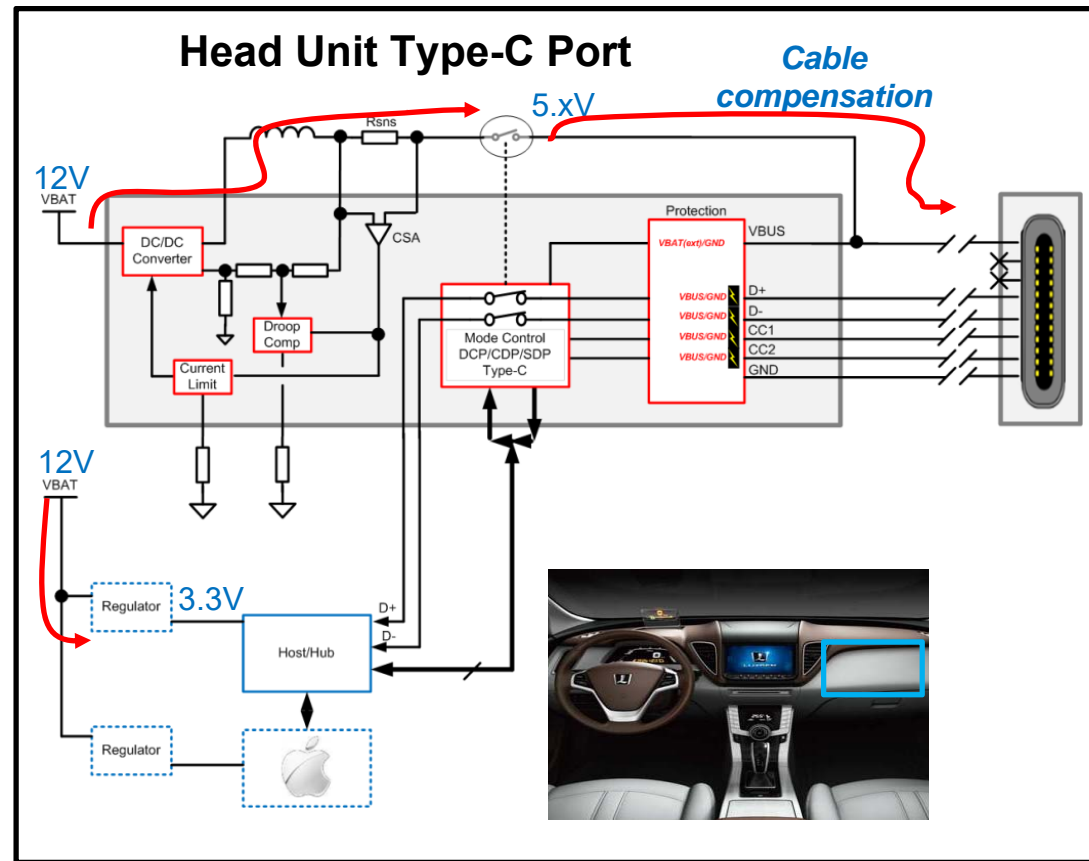 Head Unit Type-C Port
Cable
compensation
5.xV
Rsns
12V
VBAT
CSA
DC/DC
Converter
Droop
Comp
Current
Limit
Mode Control
DCP/CDP/SDP
Type-C
Protection
VBAT(ext)/GND
VBUS/GND
VBUS/GND
VBUS/GND
VBUS/GND
VBUS
D+
D-
CC1
CC2
GND
12V
VBAT
Regulator
3.3V
D+
D-
Host/Hub
Regulator